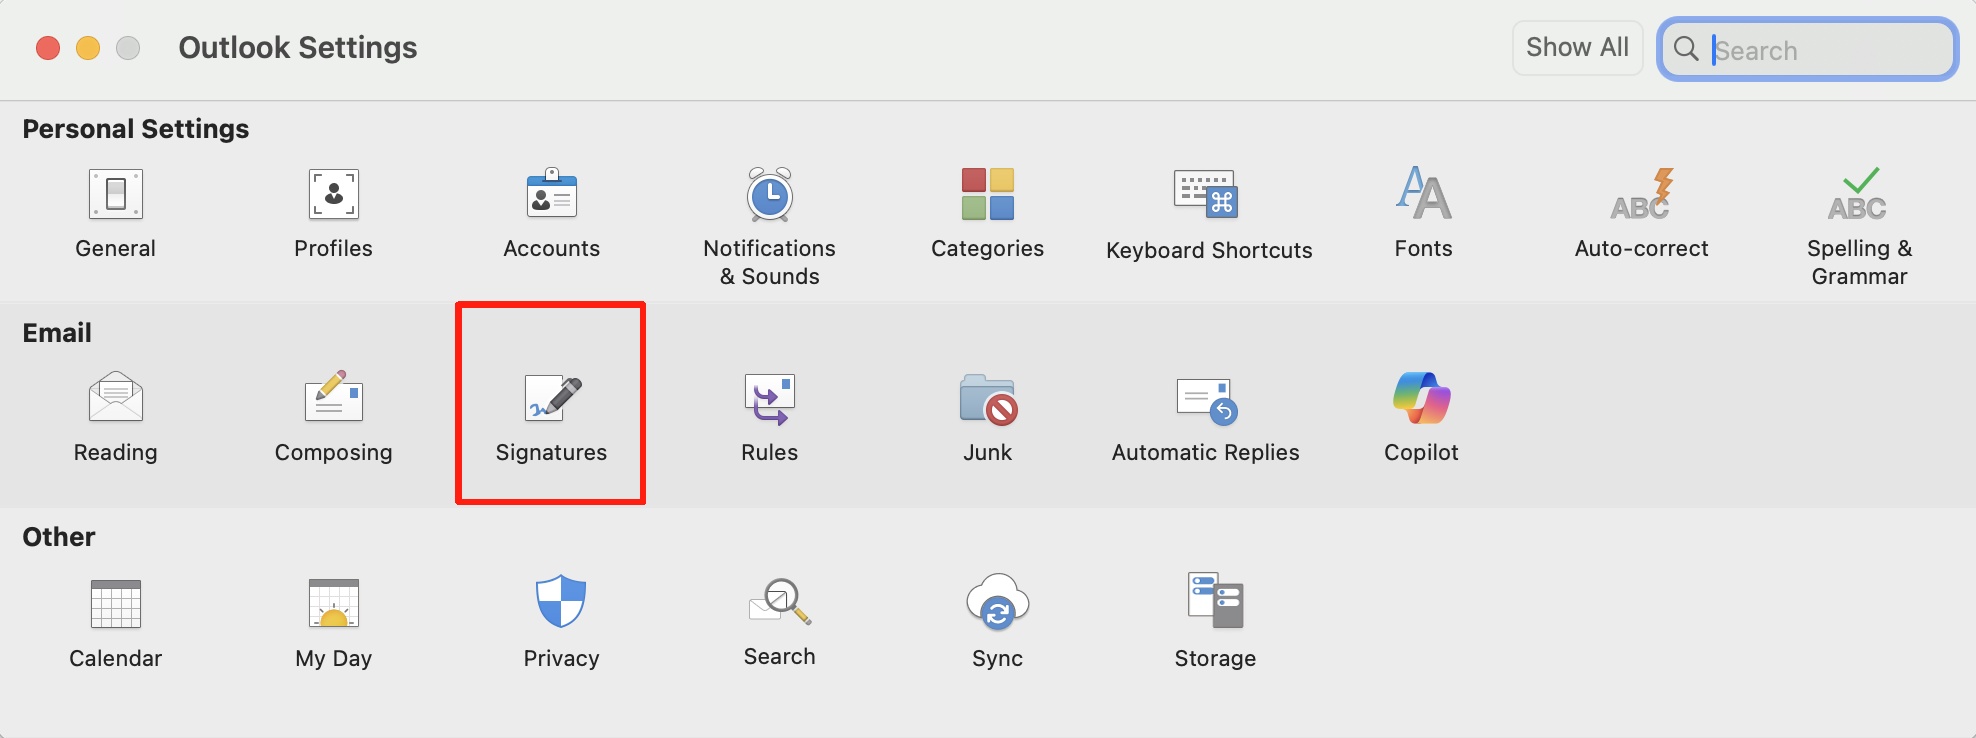 Outlook Settings
Show All
Search
Personal Settings
General
Profiles
Accounts
Notifications
& Sounds
Categories
Keyboard Shortcuts
Fonts
ABC
Auto-correct
ABC
Spelling &
Grammar
Email
Reading
Composing
Signatures
Rules
Junk
Automatic Replies
Copilot
Other
Calendar
My Day
Privacy
Search
Sync
Storage